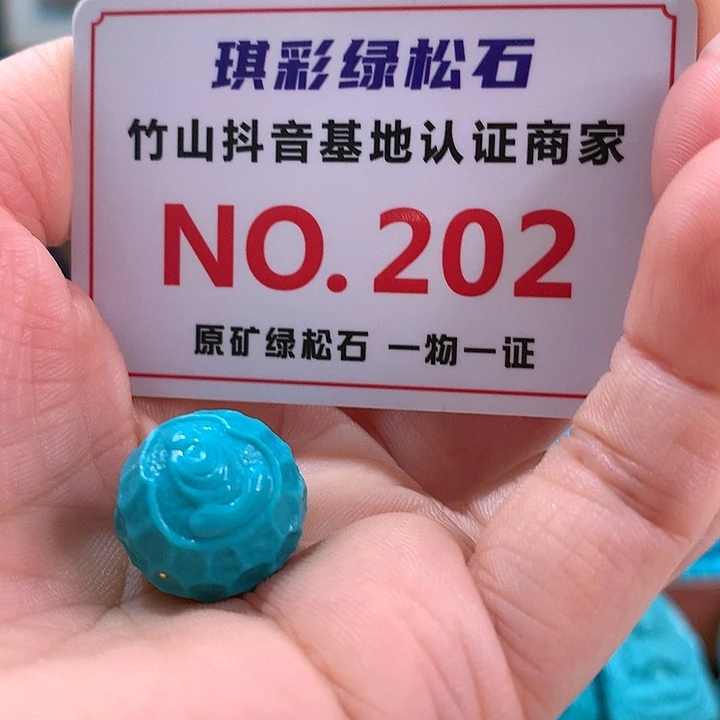 琪彩绿松石
竹山抖音基地认证商家
NO.202
原矿绿松石 一物一证